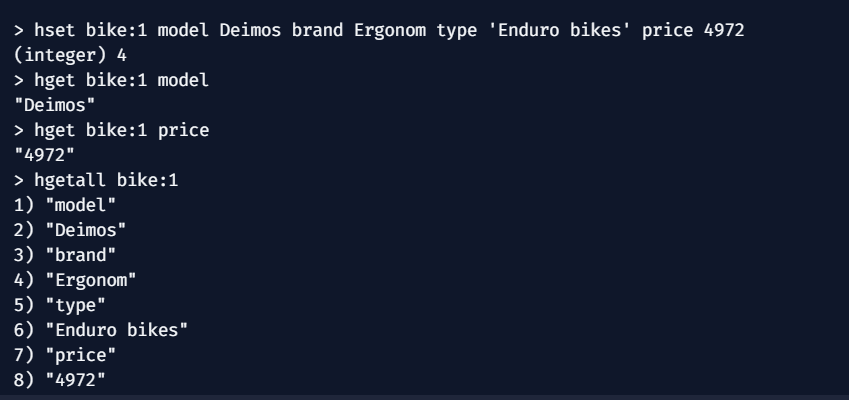 > hset bike:1 model Deimos brand Ergonom type 'Enduro bikes' price 4972
(integer) 4
> hget bike:1 model
"Deimos"
> hget bike:1 price
"4972"
> hgetall bike:1
1) "model"
2) "Deimos"
3) "brand"
4) "Ergonom"
5) "type"
6) "Enduro bikes"
7) "price"
8) "4972"